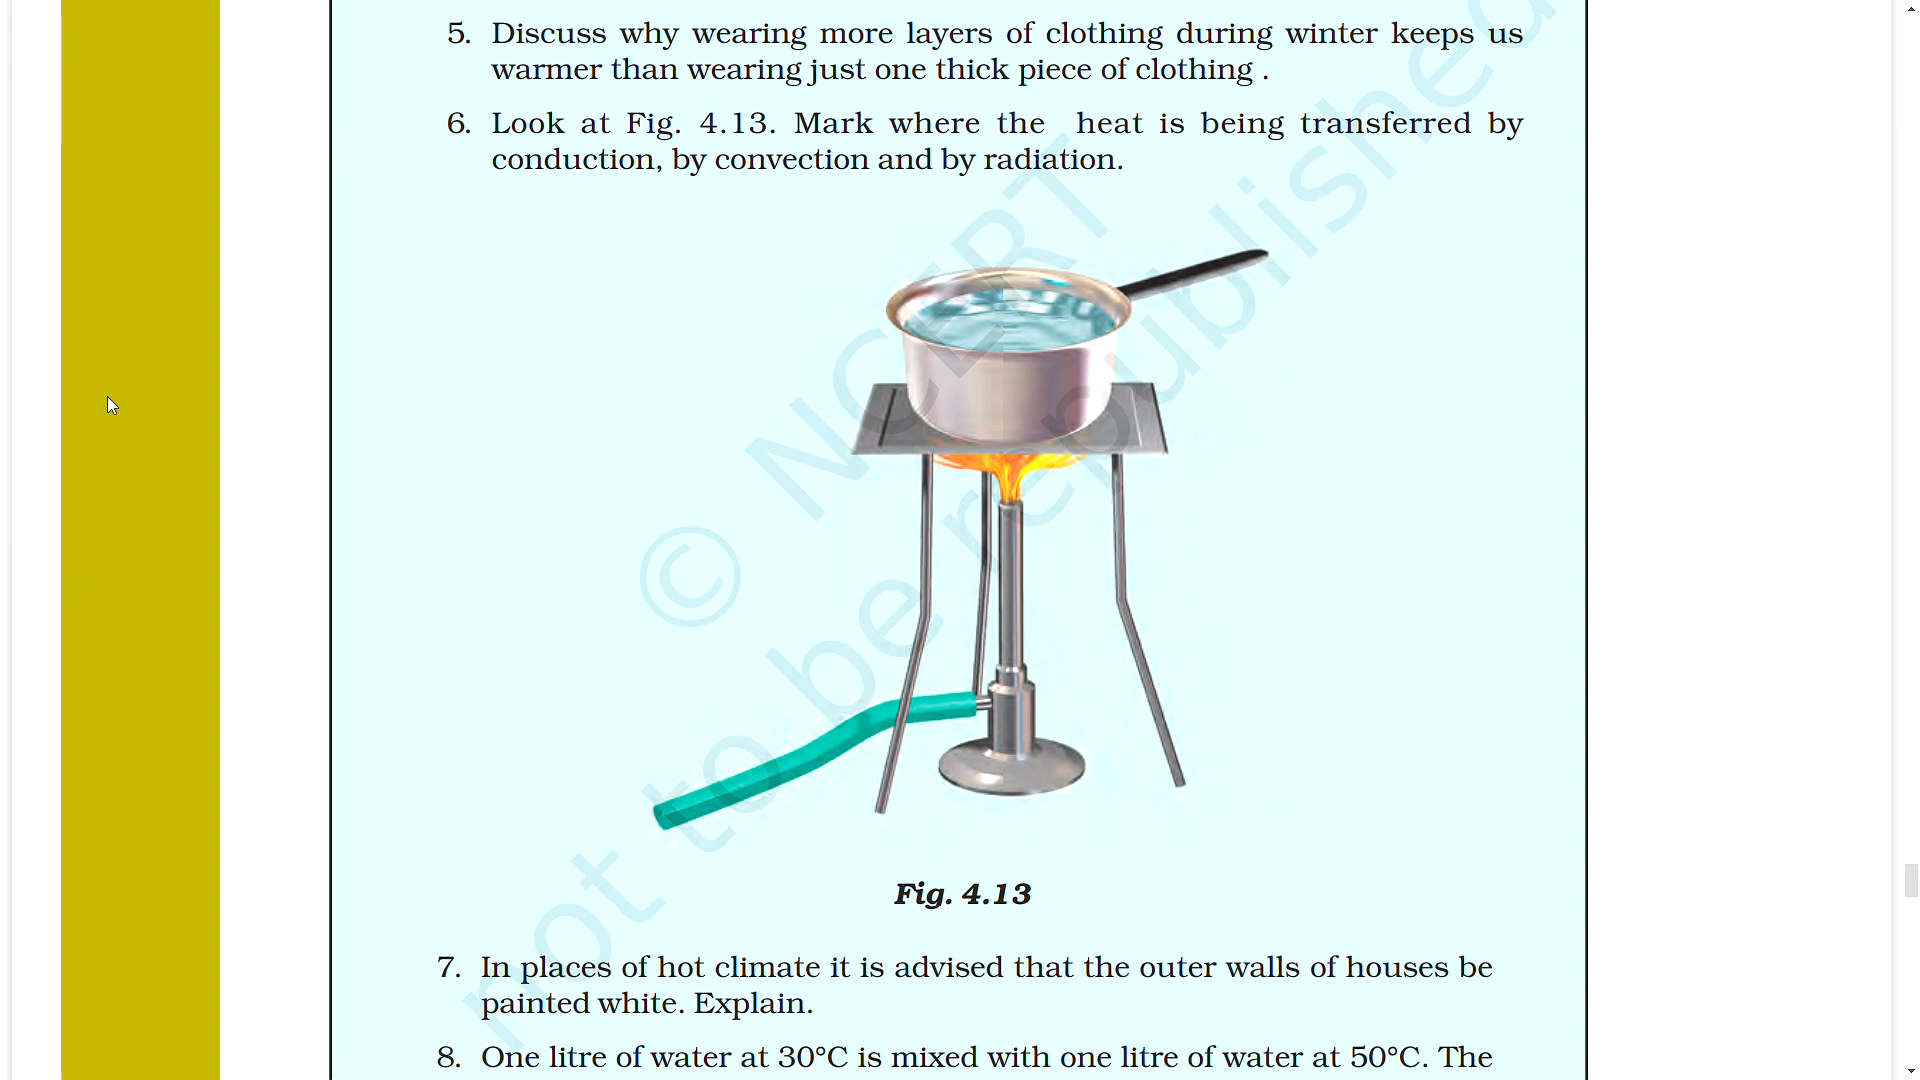 5. Discuss why wearing more layers of clothing during winter keeps us
warmer than wearing just one thick piece of clothing .
6. Look at Fig. 4.13. Mark where the heat is being transferred by
conduction, by convection and by radiation.
© NCERT
not to be republished
Fig. 4.13
7. In places of hot climate it is advised that the outer walls of houses be
painted white. Explain.
8. One litre of water at 30°C is mixed with one litre of water at 50°C. The